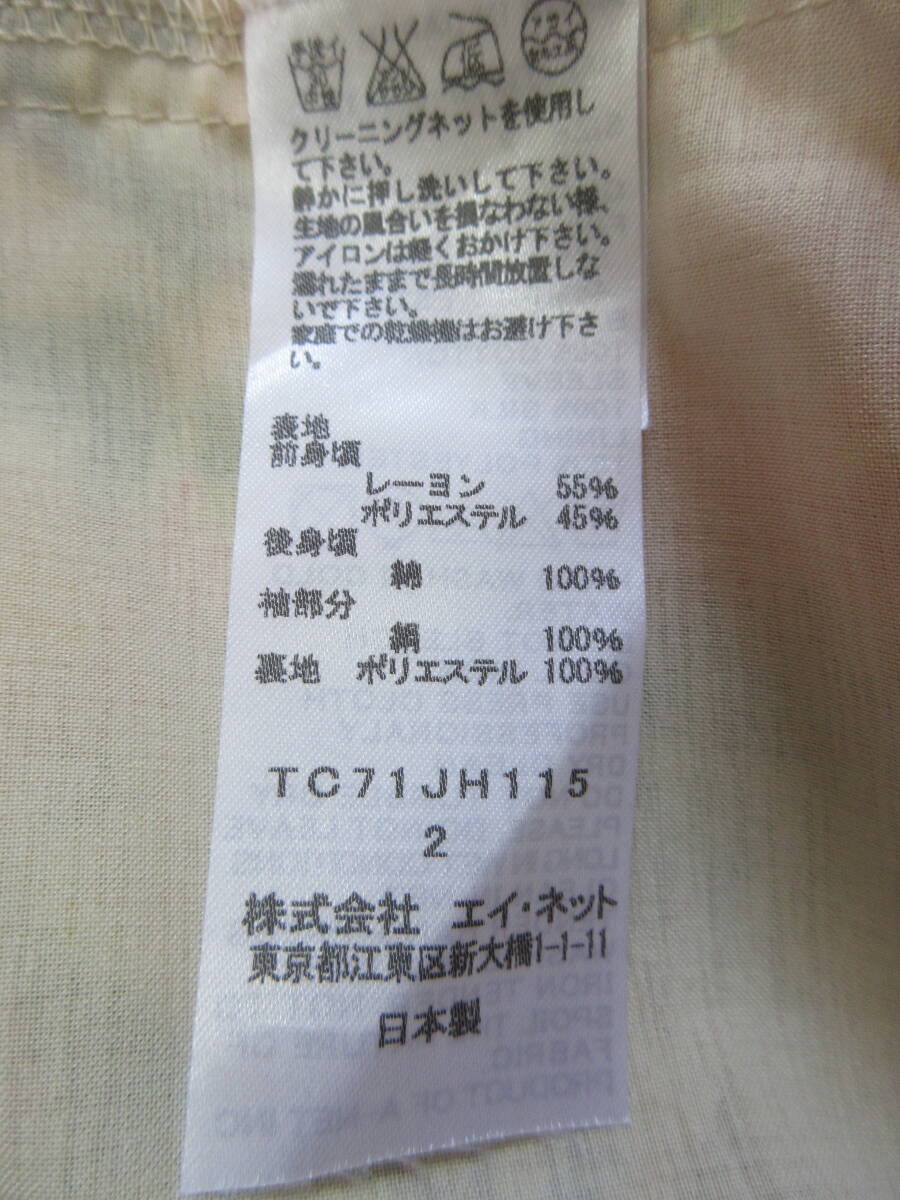 クリーニングネットを使用し
て下さい。
静かに押し洗いして下さい。
生地の風合いを損なわない様、
アイロンは軽くおかけ下さい。
濡れたままで長時間放置しな
いで下さい。
家庭での乾燥機はお避け下さ
い。
表地
前身頃
レーヨン 55%
ポリエステル 45%
後身頃
綿 100%
袖部分
絹 100%
裏地 ポリエステル 100%
TC71JH115
2
株式会社 エイ・ネット
東京都江東区新大橋1-1-11
日本製